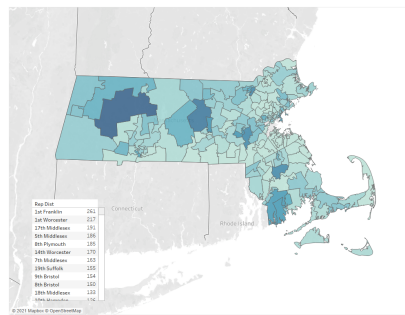 Connecticut
Rhode Island
Rep Dist
1st Franklin 261
1st Worcester 217
17th Middlesex 191
5th Middlesex 186
8th Plymouth 185
14th Worcester 170
7th Middlesex 163
19th Suffolk 155
9th Bristol 154
8th Bristol 150
18th Middlesex 133
© 2021 Mapbox © OpenStreetMap